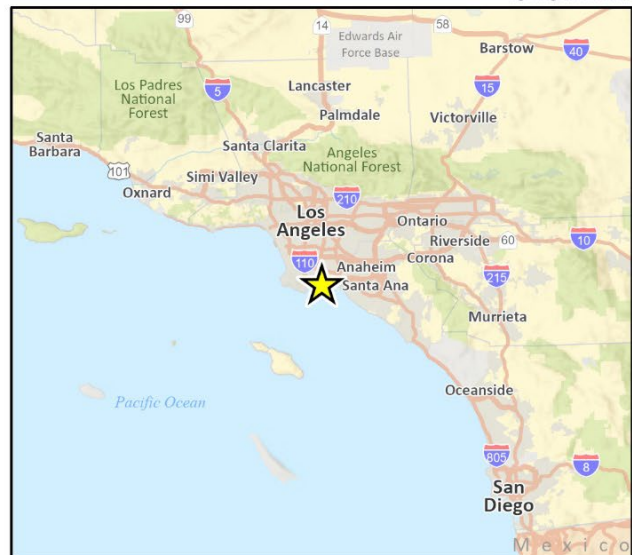 99
14
58
Edwards Air
Force Base
Barstow
40
Los Padres
National
Forest
5
Lancaster
15
Palmdale
Victorville
Santa
Barbara
Santa Clarita
Angeles
National Forest
101
Simi Valley
Oxnard
210
Los
Angeles
Ontario
Riverside
60
10
110
Anaheim
Corona
Santa Ana
215
Murrieta
Oceanside
Pacific Ocean
805
8
San
Diego
Mexico